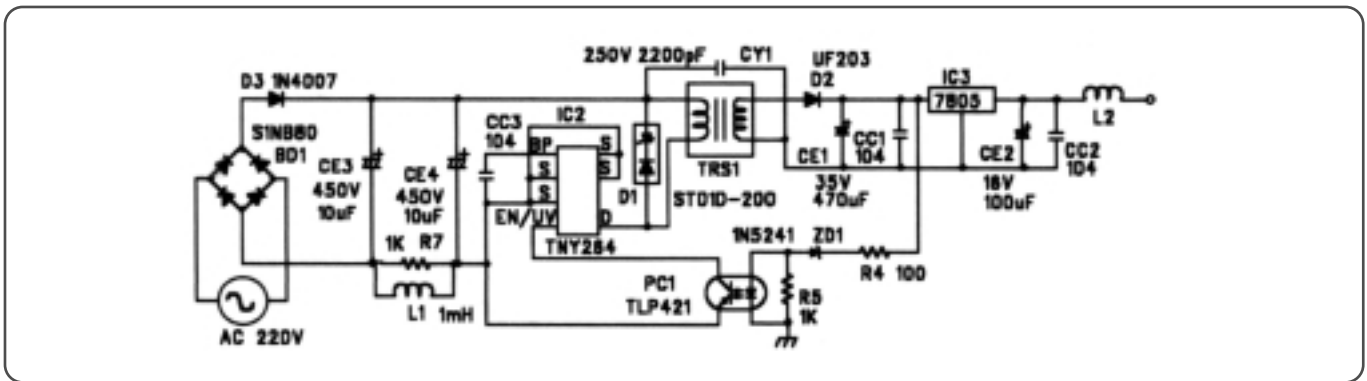 250V 2200pF CY1
UF203
D2
D3 1N4007
IC3
7805
IC2
L2
S1NB80
BD1
CC3
104
BP
S
S
S
S
EN/UV
D
TNY264
D1
TRS1
STD1D-200
CE3
450V
10uF
CE4
450V
10uF
CE1
35V
470uF
CC1
104
CE2
16V
100uF
CC2
104
1K R7
L1 1mH
1N5241 ZD1
R4 100
PC1
TLP421
R5
1K
AC 220V